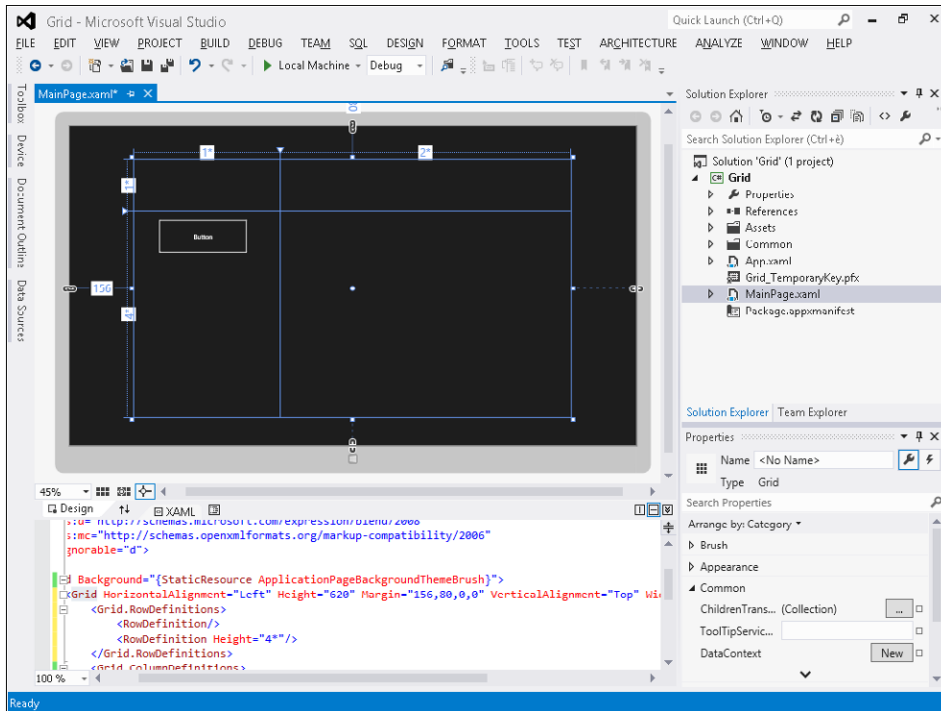 Grid - Microsoft Visual Studio
Quick Launch (Ctrl+Q)
FILE EDIT VIEW PROJECT BUILD DEBUG TEAM SQL DESIGN FORMAT TOOLS TEST ARCHITECTURE ANALYZE WINDOW HELP
Local Machine Debug
Toolbox
Device
Document Outline
Data Sources
MainPage.xaml*
1* 2*
1*
Button
156
4*
45%
Design XAML
s:d="http://schemas.microsoft.com/expression/blend/2008"
s:mc="http://schemas.openxmlformats.org/markup-compatibility/2006"
gnorable="d">
d Background="{StaticResource ApplicationPageBackgroundThemeBrush}">
<Grid HorizontalAlignment="Left" Height="620" Margin="156,80,0,0" VerticalAlignment="Top" Wi
<Grid.RowDefinitions>
<RowDefinition/>
<RowDefinition Height="4*"/>
</Grid.RowDefinitions>
<Grid.ColumnDefinitions>
100 %
Ready
Solution Explorer
Search Solution Explorer (Ctrl+è)
Solution 'Grid' (1 project)
C# Grid
Properties
References
Assets
Common
App.xaml
Grid_TemporaryKey.pfx
MainPage.xaml
Package.appxmanifest
Solution Explorer Team Explorer
Properties
Name <No Name>
Type Grid
Search Properties
Arrange by: Category
Brush
Appearance
Common
ChildrenTrans... (Collection) ...
ToolTipServic...
DataContext New